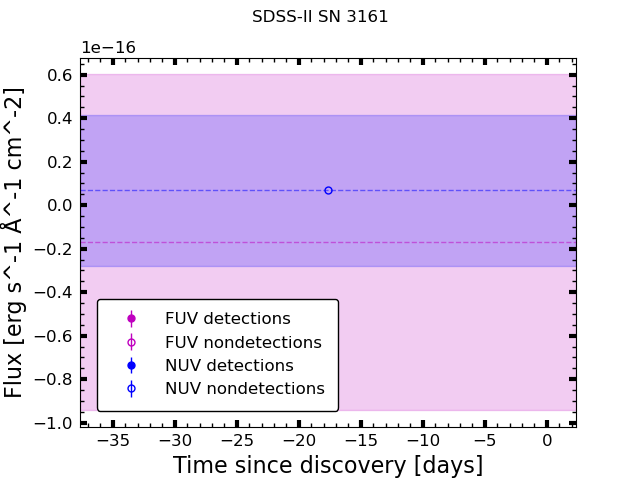 SDSS-II SN 3161
1e−16
0.6
0.4
0.2
0.0
−0.2
−0.4
−0.6
−0.8
−1.0
Flux [erg s^-1 Å^-1 cm^-2]
FUV detections
FUV nondetections
NUV detections
NUV nondetections
−35 −30 −25 −20 −15 −10 −5 0
Time since discovery [days]